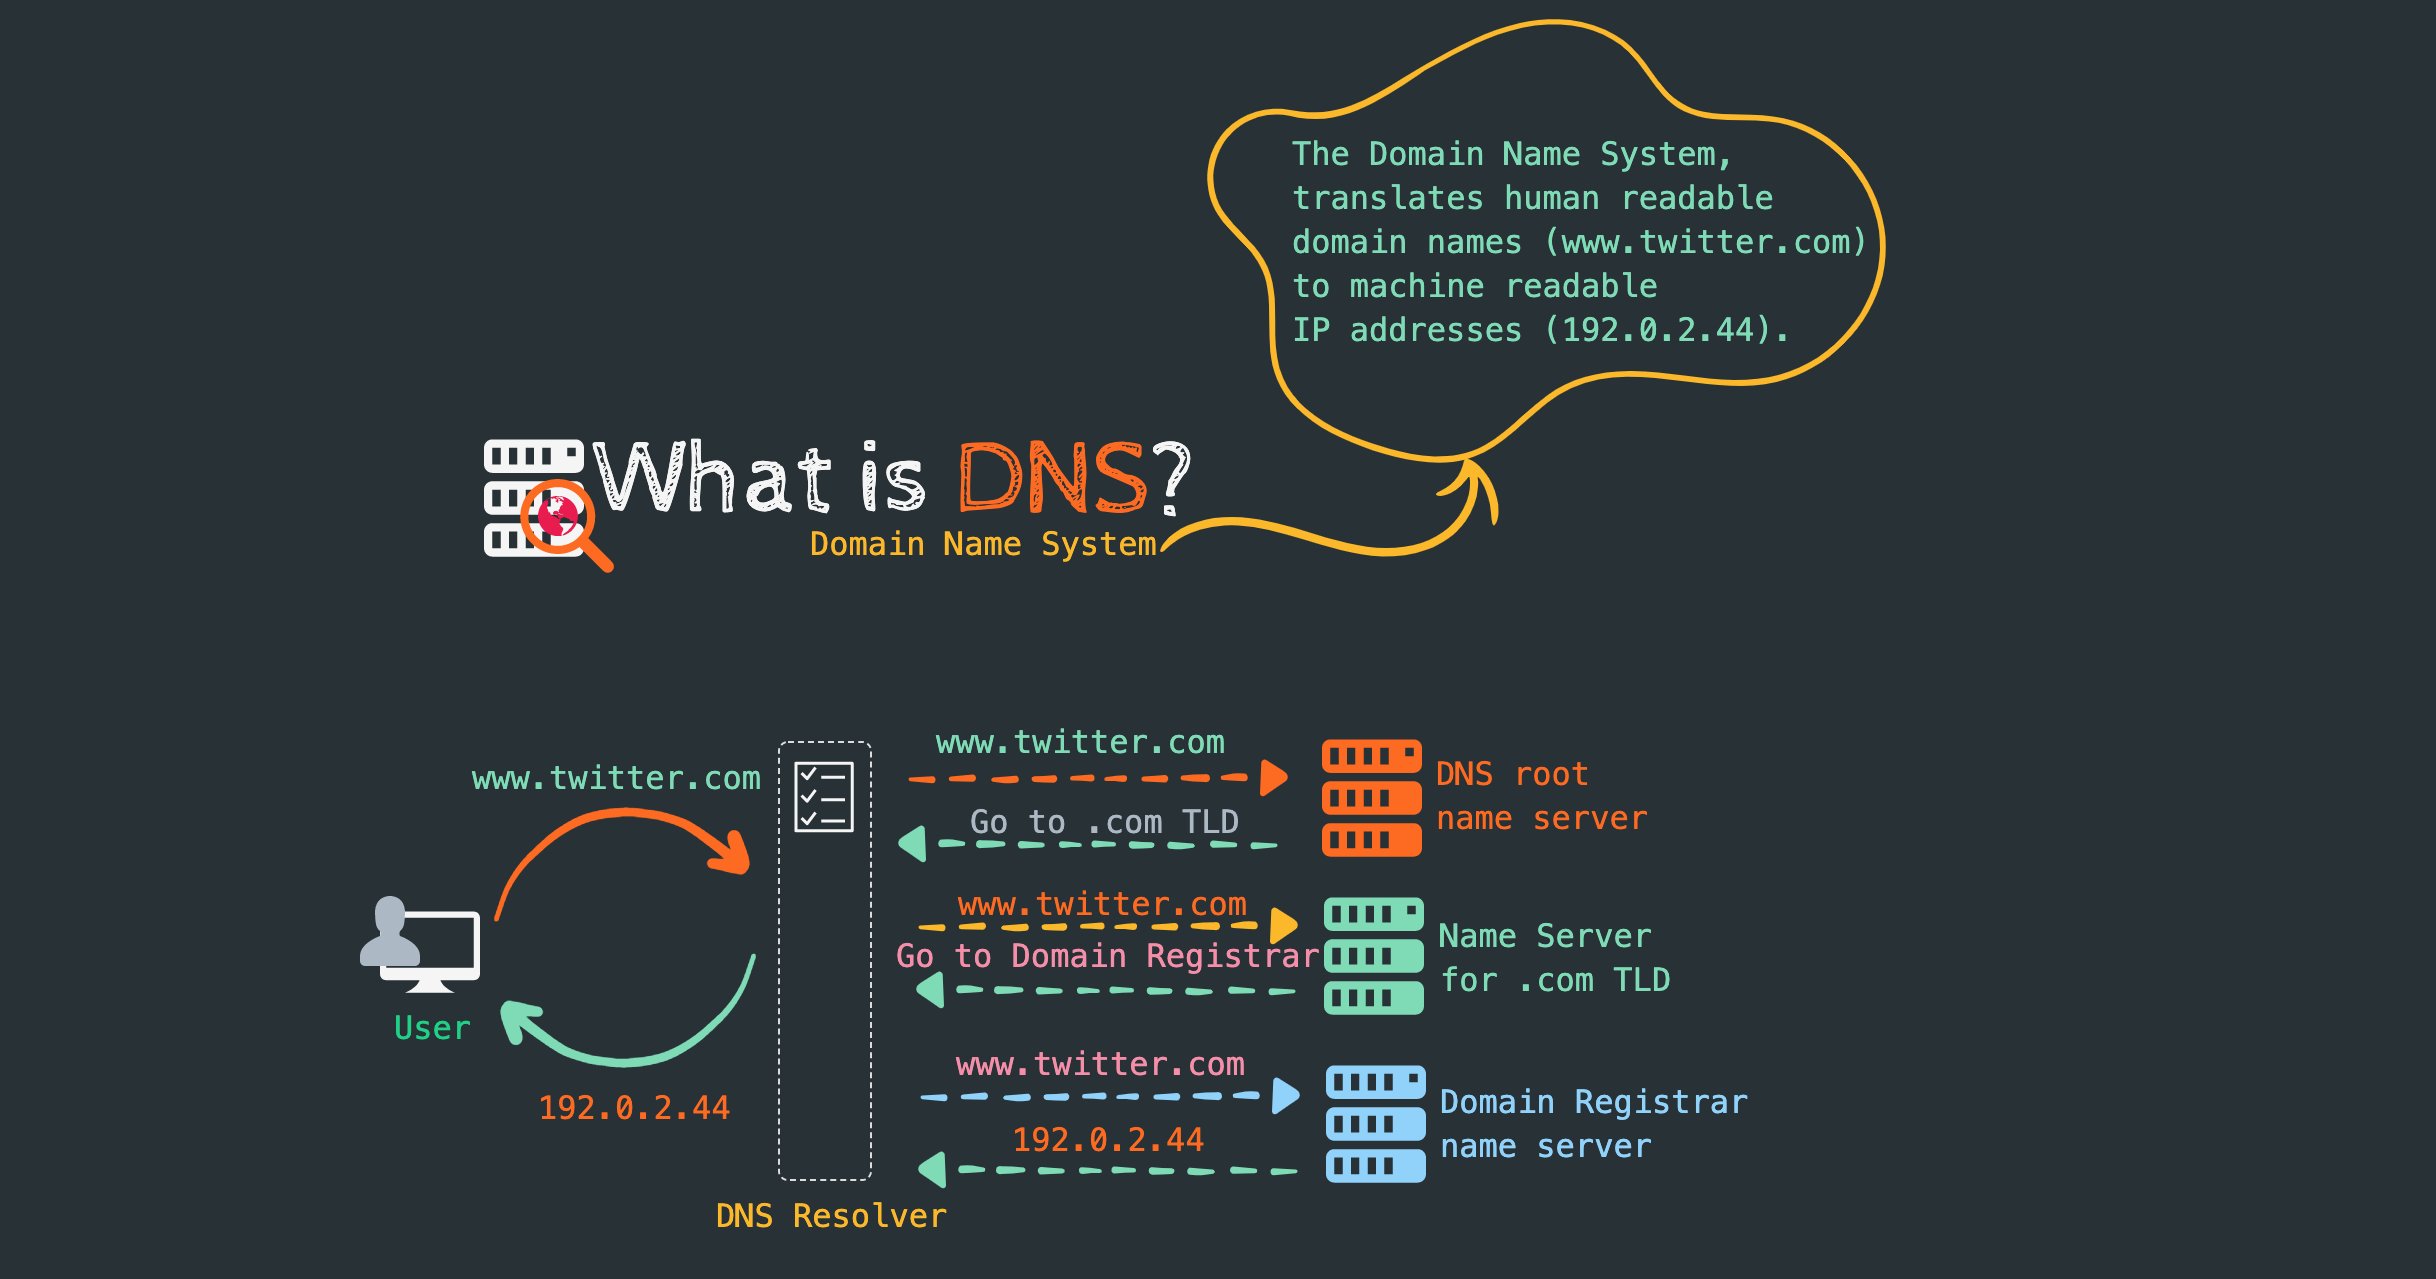 The Domain Name System,
translates human readable
domain names (www.twitter.com)
to machine readable
IP addresses (192.0.2.44).
What is DNS?
Domain Name System
www.twitter.com
User
192.0.2.44
DNS Resolver
www.twitter.com
Go to .com TLD
DNS root
name server
www.twitter.com
Go to Domain Registrar
Name Server
for .com TLD
www.twitter.com
192.0.2.44
Domain Registrar
name server